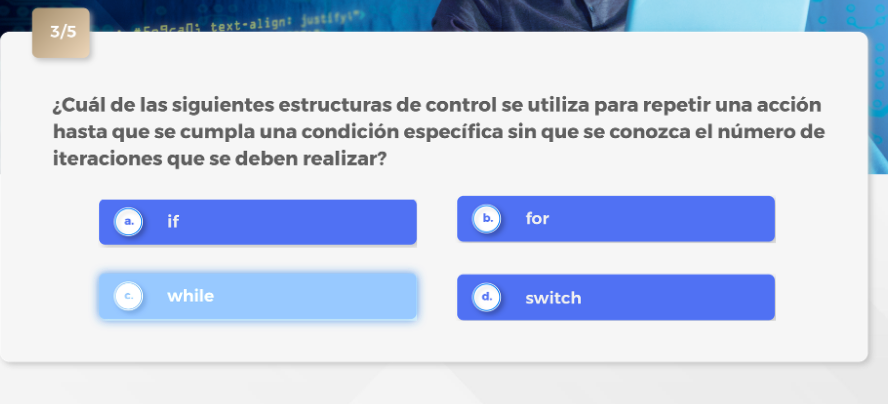 text-align: justify;
3/5
¿Cuál de las siguientes estructuras de control se utiliza para repetir una acción
hasta que se cumpla una condición específica sin que se conozca el número de
iteraciones que se deben realizar?
a. if
b. for
c. while
d. switch